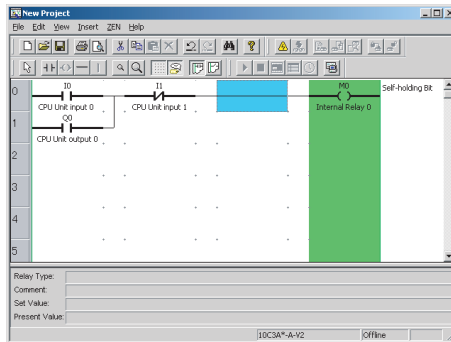 New Project
File Edit View Insert ZEN Help
0 I0 I1 M0 Self-holding Bit
CPU Unit input 0 CPU Unit input 1 Internal Relay 0
1 Q0
CPU Unit output 0
2
3
4
5
Relay Type:
Comment:
Set Value:
Present Value:
10C3A*-A-V2 Offline